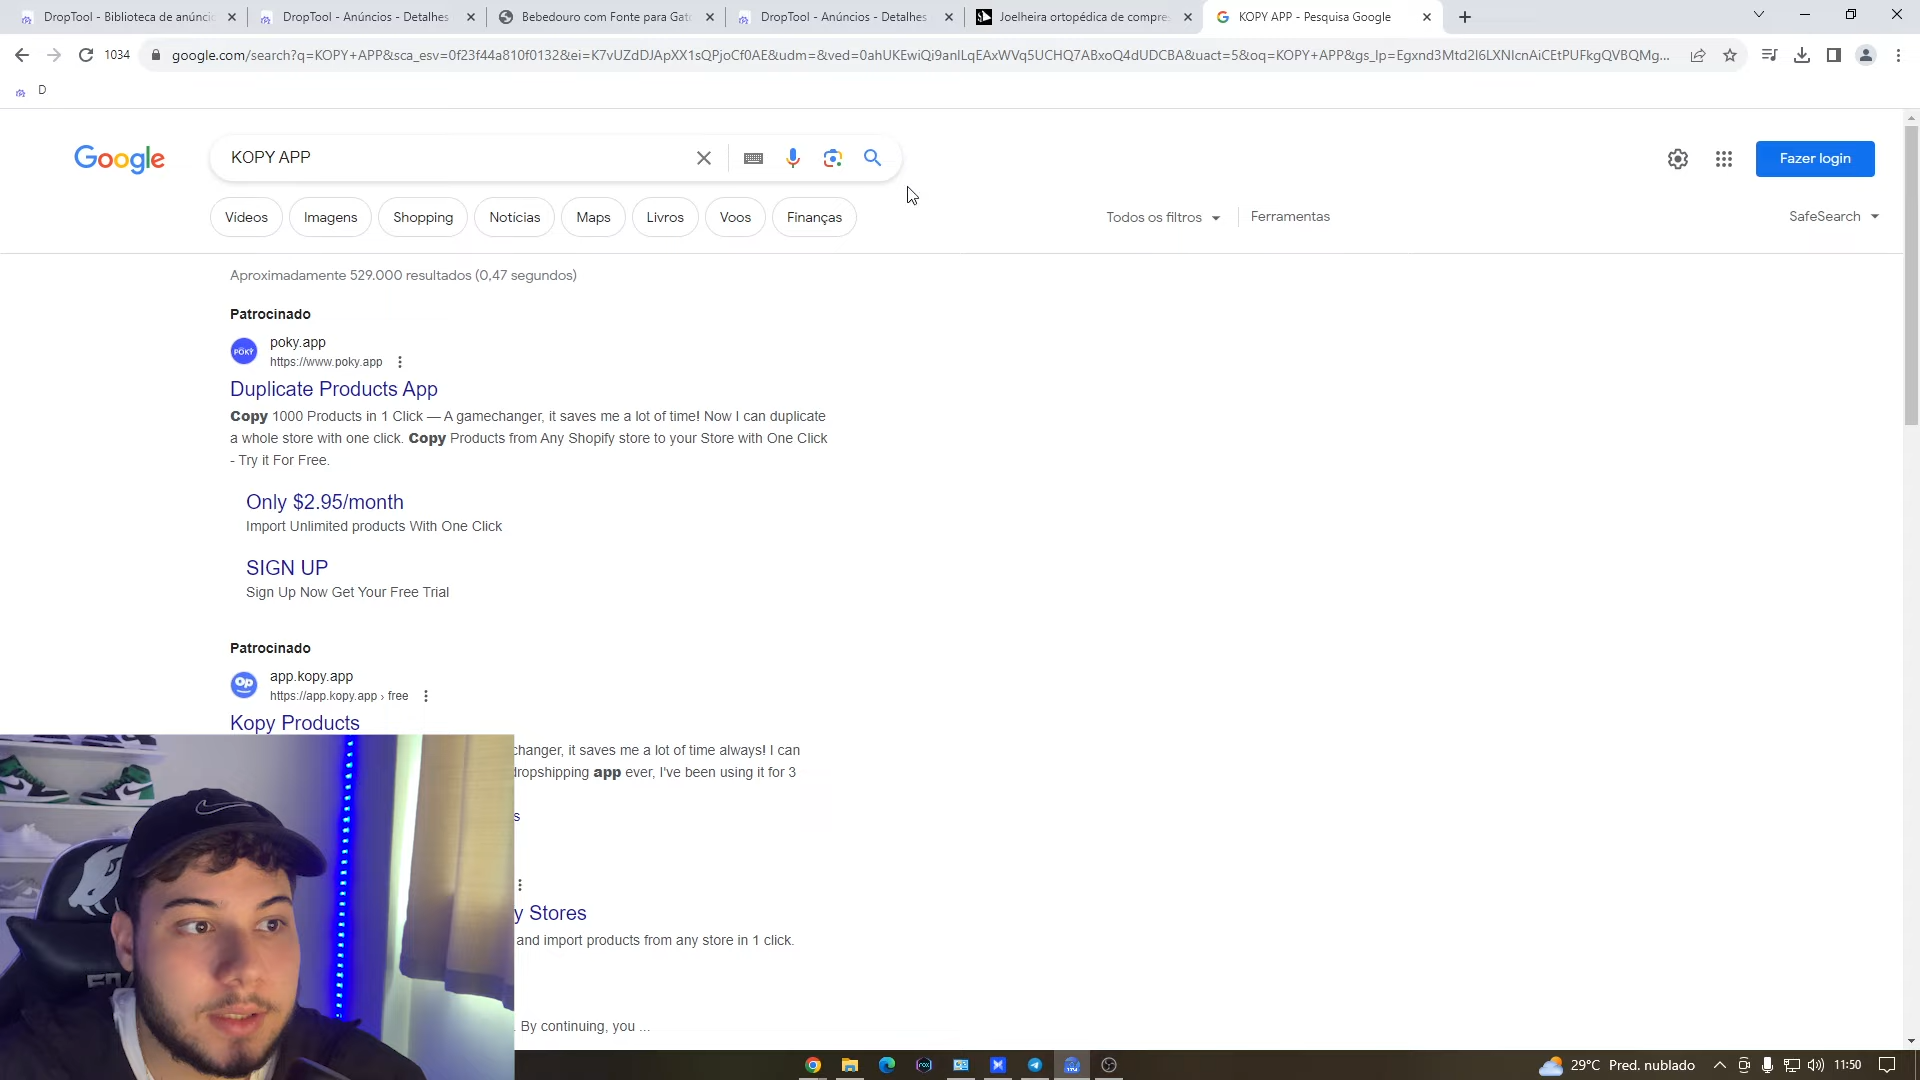 DropTool - Biblioteca de anúnci
DropTool - Anúncios - Detalhes
Bebedouro com Fonte para Gat
DropTool - Anúncios - Detalhes
Joelheira ortopédica de compre
KOPY APP - Pesquisa Google
1034
google.com/search?q=KOPY+APP&sca_esv=0f23f44a810f0132&ei=K7vUZdDJApXX1sQPjoCf0AE&udm=&ved=0ahUKEwiQi9anILqEAxWVq5UCHQ7ABxoQ4dUDCBA&uact=5&oq=KOPY+APP&gs_lp=Egxnd3Mtd2l6LXNlcnAiCEtPUFkgQVBQMg...
D
Google
KOPY APP
Fazer login
Videos
Imagens
Shopping
Notícias
Maps
Livros
Voos
Finanças
Todos os filtros
Ferramentas
SafeSearch
Aproximadamente 529.000 resultados (0,47 segundos)
Patrocinado
POKY
poky.app
https://www.poky.app
Duplicate Products App
Copy 1000 Products in 1 Click — A gamechanger, it saves me a lot of time! Now I can duplicate
a whole store with one click. Copy Products from Any Shopify store to your Store with One Click
- Try it For Free.
Only $2.95/month
Import Unlimited products With One Click
SIGN UP
Sign Up Now Get Your Free Trial
Patrocinado
app.kopy.app
https://app.kopy.app › free
Kopy Products
changer, it saves me a lot of time always! I can
dropshipping app ever, I've been using it for 3
s
y Stores
and import products from any store in 1 click.
. By continuing, you ...
29°C Pred. nublado
11:50